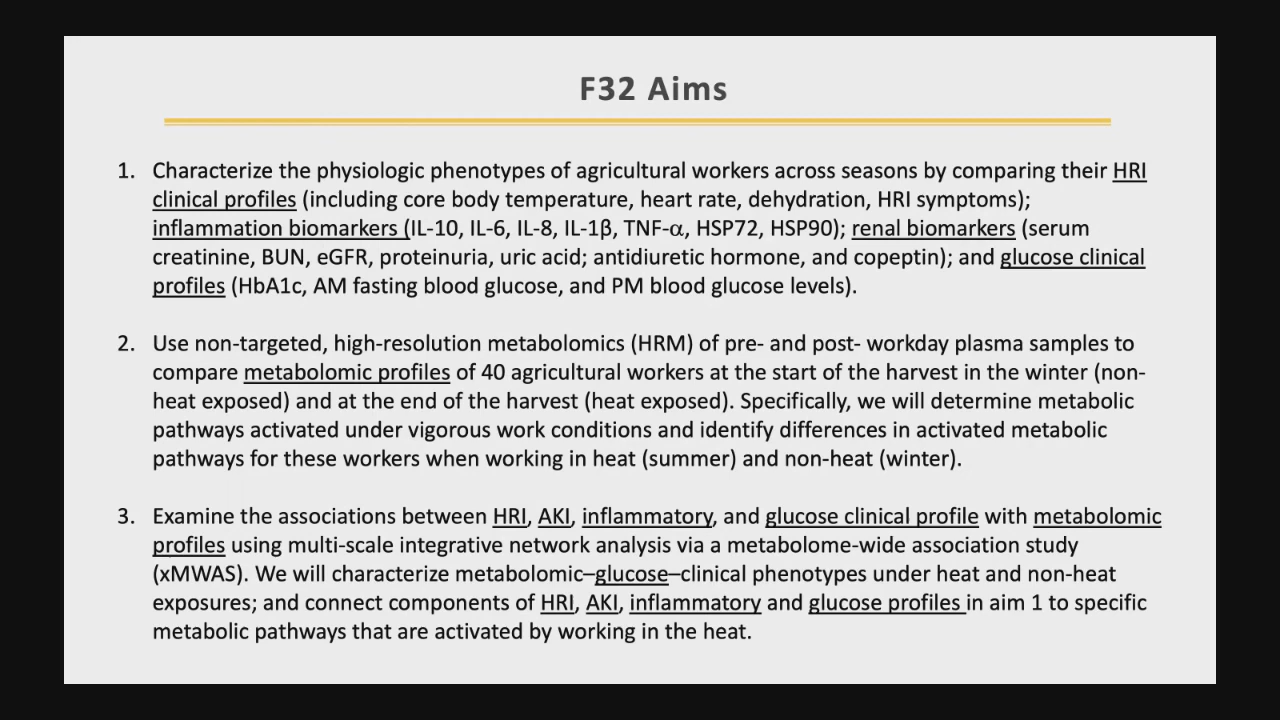 F32 Aims
1. Characterize the physiologic phenotypes of agricultural workers across seasons by comparing their HRI
clinical profiles (including core body temperature, heart rate, dehydration, HRI symptoms);
inflammation biomarkers (IL-10, IL-6, IL-8, IL-1β, TNF-α, HSP72, HSP90); renal biomarkers (serum
creatinine, BUN, eGFR, proteinuria, uric acid; antidiuretic hormone, and copeptin); and glucose clinical
profiles (HbA1c, AM fasting blood glucose, and PM blood glucose levels).
2. Use non-targeted, high-resolution metabolomics (HRM) of pre- and post- workday plasma samples to
compare metabolomic profiles of 40 agricultural workers at the start of the harvest in the winter (non-
heat exposed) and at the end of the harvest (heat exposed). Specifically, we will determine metabolic
pathways activated under vigorous work conditions and identify differences in activated metabolic
pathways for these workers when working in heat (summer) and non-heat (winter).
3. Examine the associations between HRI, AKI, inflammatory, and glucose clinical profile with metabolomic
profiles using multi-scale integrative network analysis via a metabolome-wide association study
(xMWAS). We will characterize metabolomic–glucose–clinical phenotypes under heat and non-heat
exposures; and connect components of HRI, AKI, inflammatory and glucose profiles in aim 1 to specific
metabolic pathways that are activated by working in the heat.